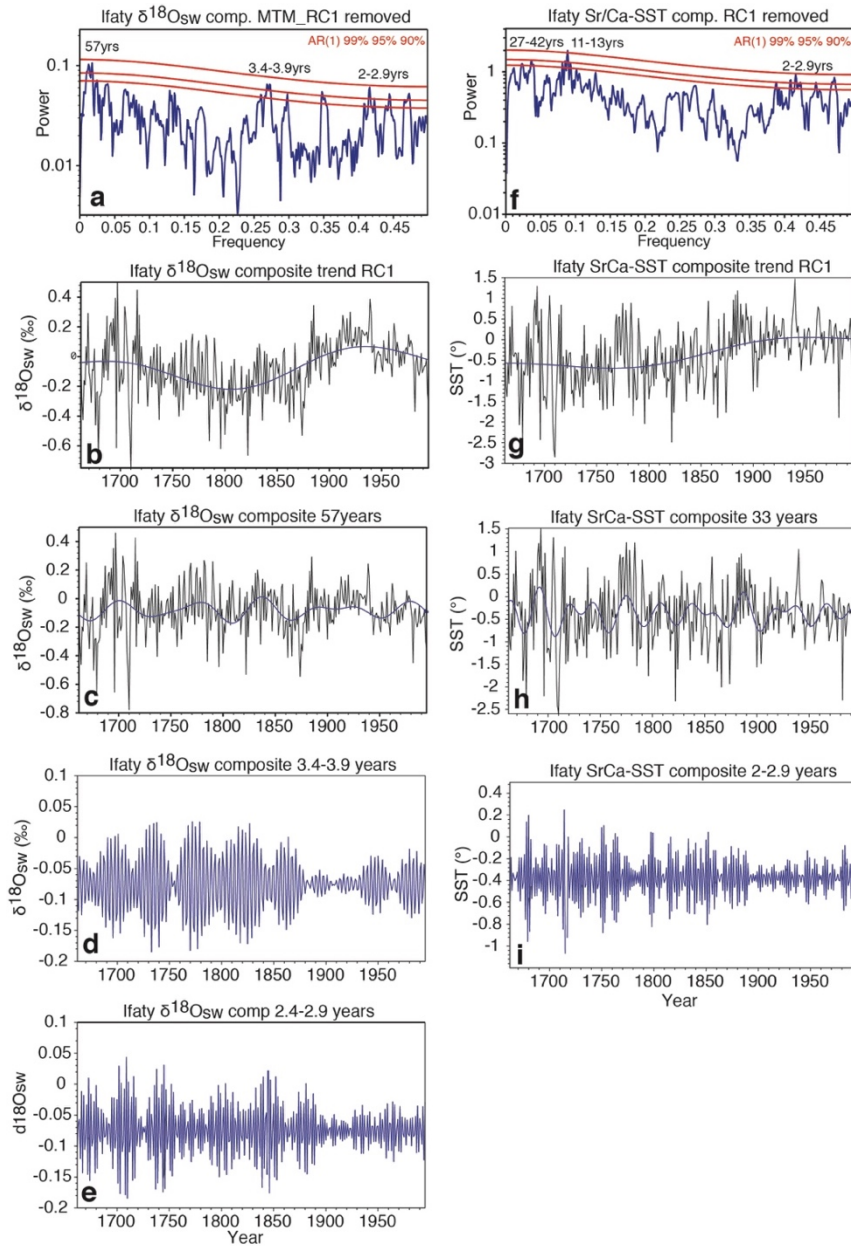 Ifaty δ18Osw comp. MTM_RC1 removed
57yrs
AR(1) 99% 95% 90%
3.4-3.9yrs
2-2.9yrs
0.1
0.01
Power
a
0 0.05 0.1 0.15 0.2 0.25 0.3 0.35 0.4 0.45
Frequency
Ifaty δ18Osw composite trend RC1
0.4
0.2
0
-0.2
-0.4
-0.6
δ18Osw (‰)
b
1700 1750 1800 1850 1900 1950
Ifaty δ18Osw composite 57years
0.4
0.2
0
-0.2
-0.4
-0.6
-0.8
δ18Osw (‰)
c
1700 1750 1800 1850 1900 1950
Ifaty δ18Osw composite 3.4-3.9 years
0.1
0.05
0
-0.05
-0.1
-0.15
-0.2
δ18Osw (‰)
d
1700 1750 1800 1850 1900 1950
Ifaty δ18Osw comp 2.4-2.9 years
0.1
0.05
0
-0.05
-0.1
-0.15
-0.2
d18Osw
e
1700 1750 1800 1850 1900 1950
Year
Ifaty Sr/Ca-SST comp. RC1 removed
27-42yrs 11-13yrs
AR(1) 99% 95% 90%
2-2.9yrs
1
0.1
0.01
Power
f
0 0.05 0.1 0.15 0.2 0.25 0.3 0.35 0.4 0.45
Frequency
Ifaty SrCa-SST composite trend RC1
1.5
1
0.5
0
-0.5
-1
-1.5
-2
-2.5
-3
SST (°)
g
1700 1750 1800 1850 1900 1950
Ifaty SrCa-SST composite 33 years
1.5
1
0.5
0
-0.5
-1
-1.5
-2
-2.5
SST (°)
h
1700 1750 1800 1850 1900 1950
Ifaty SrCa-SST composite 2-2.9 years
0.4
0.2
0
-0.2
-0.4
-0.6
-0.8
-1
SST (°)
i
1700 1750 1800 1850 1900 1950
Year